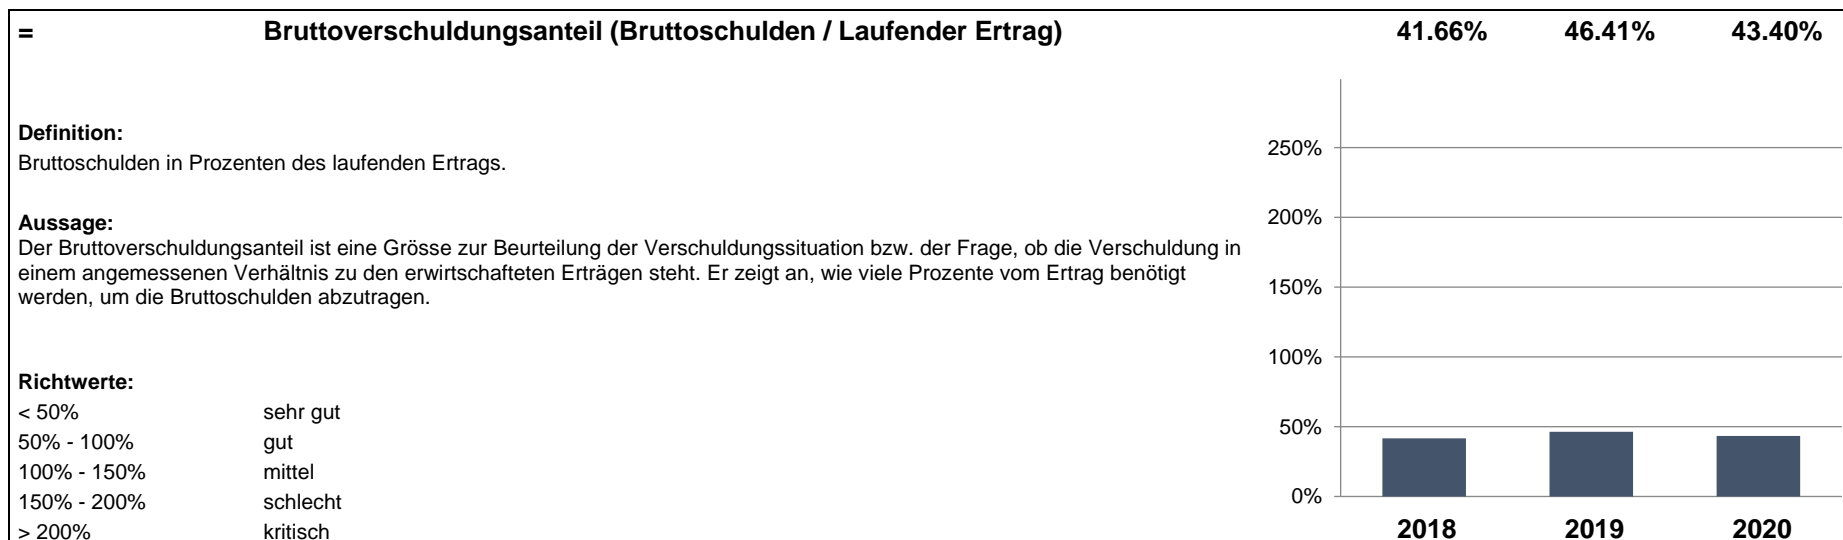 = Bruttoverschuldungsanteil (Bruttoschulden / Laufender Ertrag) 41.66% 46.41% 43.40%
Definition:
Bruttoschulden in Prozenten des laufenden Ertrags.
Aussage:
Der Bruttoverschuldungsanteil ist eine Grösse zur Beurteilung der Verschuldungssituation bzw. der Frage, ob die Verschuldung in
einem angemessenen Verhältnis zu den erwirtschafteten Erträgen steht. Er zeigt an, wie viele Prozente vom Ertrag benötigt
werden, um die Bruttoschulden abzutragen.
Richtwerte:
< 50% sehr gut
50% - 100% gut
100% - 150% mittel
150% - 200% schlecht
> 200% kritisch
250%
200%
150%
100%
50%
0%
2018 2019 2020